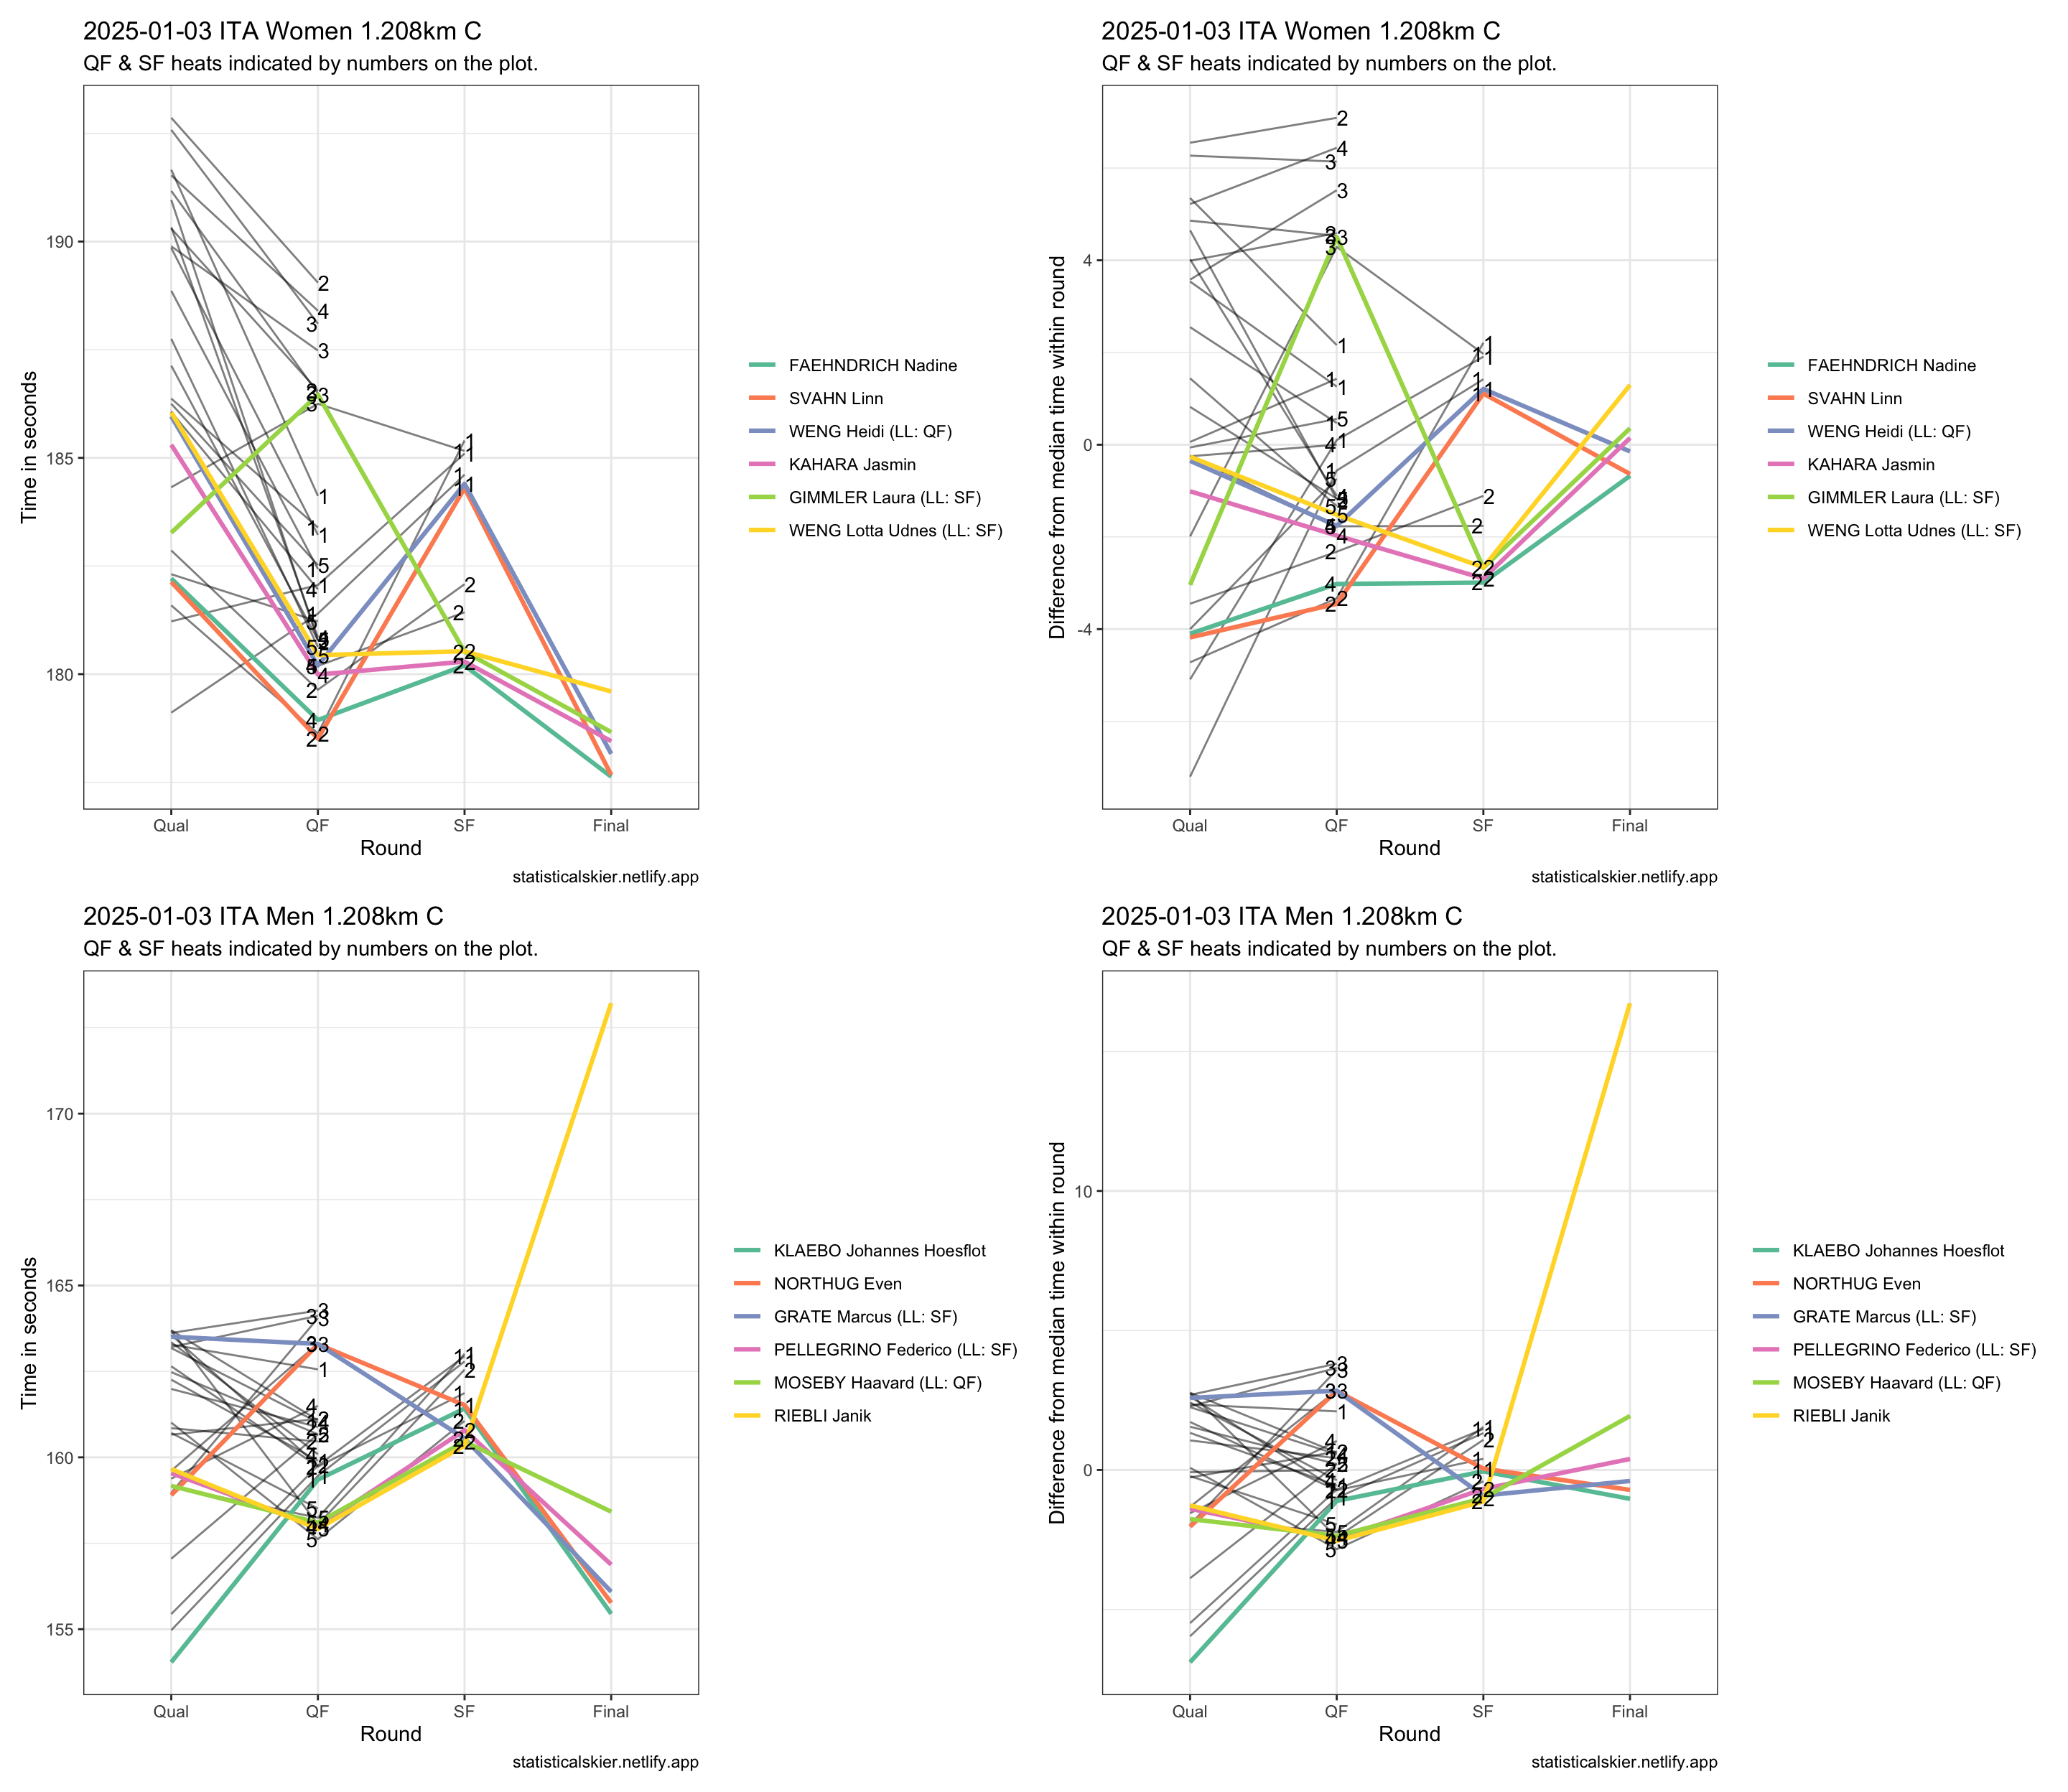 2025-01-03 ITA Women 1.208km C
QF & SF heats indicated by numbers on the plot.
Time in seconds
190
185
180
Qual
QF
SF
Final
Round
FAEHNDRICH Nadine
SVAHN Linn
WENG Heidi (LL: QF)
KAHARA Jasmin
GIMMLER Laura (LL: SF)
WENG Lotta Udnes (LL: SF)
statisticalskier.netlify.app
2025-01-03 ITA Women 1.208km C
QF & SF heats indicated by numbers on the plot.
Difference from median time within round
4
0
-4
Qual
QF
SF
Final
Round
FAEHNDRICH Nadine
SVAHN Linn
WENG Heidi (LL: QF)
KAHARA Jasmin
GIMMLER Laura (LL: SF)
WENG Lotta Udnes (LL: SF)
statisticalskier.netlify.app
2025-01-03 ITA Men 1.208km C
QF & SF heats indicated by numbers on the plot.
Time in seconds
170
165
160
155
Qual
QF
SF
Final
Round
KLAEBO Johannes Hoesflot
NORTHUG Even
GRATE Marcus (LL: SF)
PELLEGRINO Federico (LL: SF)
MOSEBY Haavard (LL: QF)
RIEBLI Janik
statisticalskier.netlify.app
2025-01-03 ITA Men 1.208km C
QF & SF heats indicated by numbers on the plot.
Difference from median time within round
10
0
Qual
QF
SF
Final
Round
KLAEBO Johannes Hoesflot
NORTHUG Even
GRATE Marcus (LL: SF)
PELLEGRINO Federico (LL: SF)
MOSEBY Haavard (LL: QF)
RIEBLI Janik
statisticalskier.netlify.app